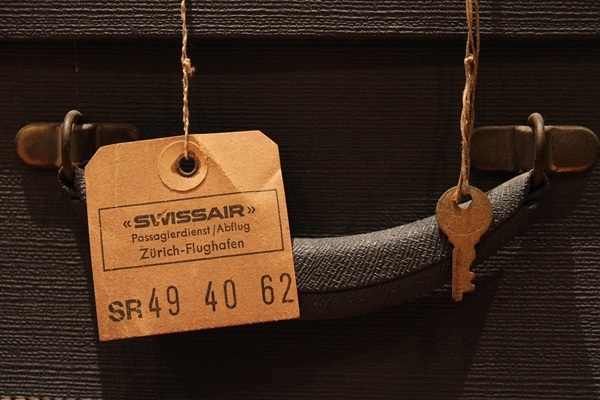 «SWISSAIR»
Passagierdienst/Abflug
Zürich-Flughafen
SR 49 40 62